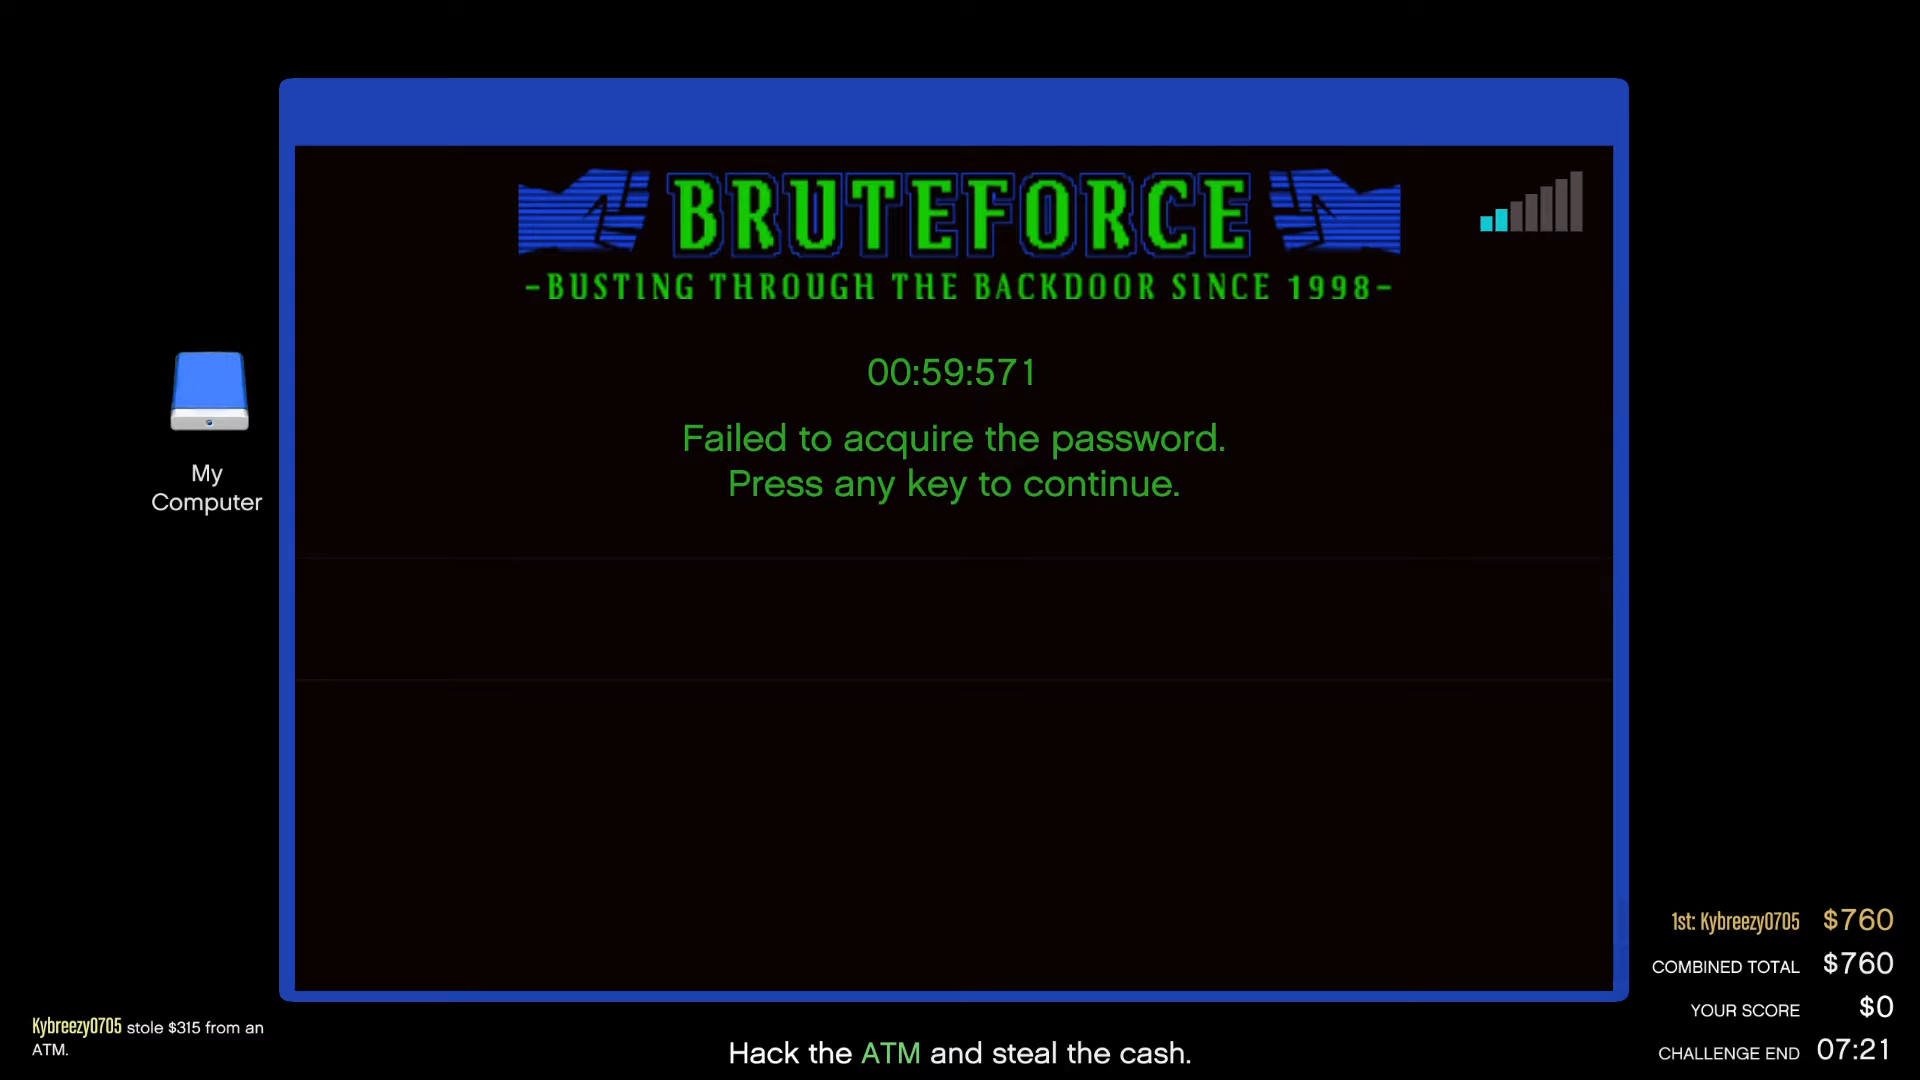 BRUTEFORCE
-BUSTING THROUGH THE BACKDOOR SINCE 1998-
00:59:571
Failed to acquire the password.
Press any key to continue.
My
Computer
1st: Kybreezy0705 $760
COMBINED TOTAL $760
YOUR SCORE $0
CHALLENGE END 07:21
Kybreezy0705 stole $315 from an
ATM.
Hack the ATM and steal the cash.